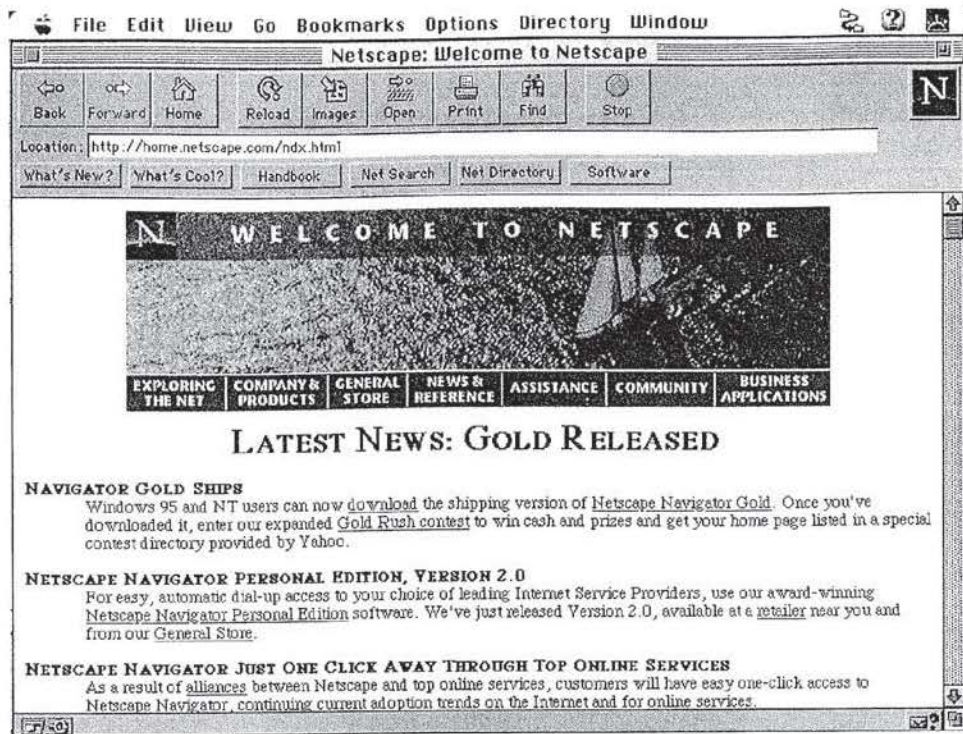 File Edit View Go Bookmarks Options Directory Window
Netscape: Welcome to Netscape
N
Back Forward Home Reload Images Open Print Find Stop
Location: http://home.netscape.com/ndx.html
What's New? What's Cool? Handbook Net Search Net Directory Software
N WELCOME TO NETSCAPE
EXPLORING THE NET COMPANY & PRODUCTS GENERAL STORE NEWS & REFERENCE ASSISTANCE COMMUNITY BUSINESS APPLICATIONS
LATEST NEWS: GOLD RELEASED
NAVIGATOR GOLD SHIPS
Windows 95 and NT users can now download the shipping version of Netscape Navigator Gold. Once you've
downloaded it, enter our expanded Gold Rush contest to win cash and prizes and get your home page listed in a special
contest directory provided by Yahoo.
NETSCAPE NAVIGATOR PERSONAL EDITION, VERSION 2.0
For easy, automatic dial-up access to your choice of leading Internet Service Providers, use our award-winning
Netscape Navigator Personal Edition software. We've just released Version 2.0, available at a retailer near you and
from our General Store.
NETSCAPE NAVIGATOR JUST ONE CLICK AWAY THROUGH TOP ONLINE SERVICES
As a result of alliances between Netscape and top online services, customers will have easy one-click access to
Netscape Navigator, continuing current adoption trends on the Internet and for online services.